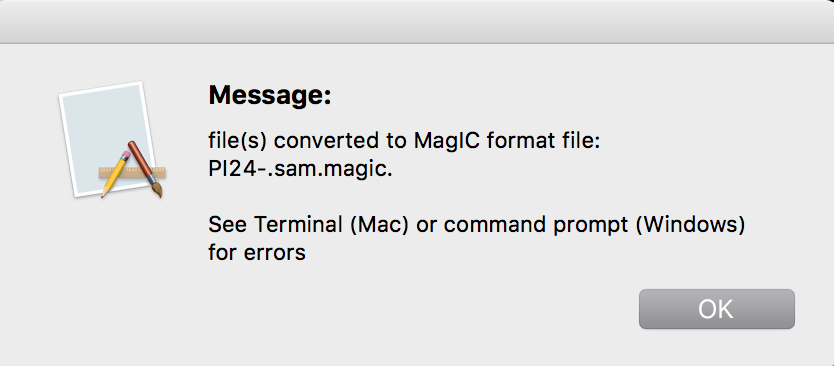 Message:
file(s) converted to MagIC format file:
PI24-.sam.magic.
See Terminal (Mac) or command prompt (Windows)
for errors
OK